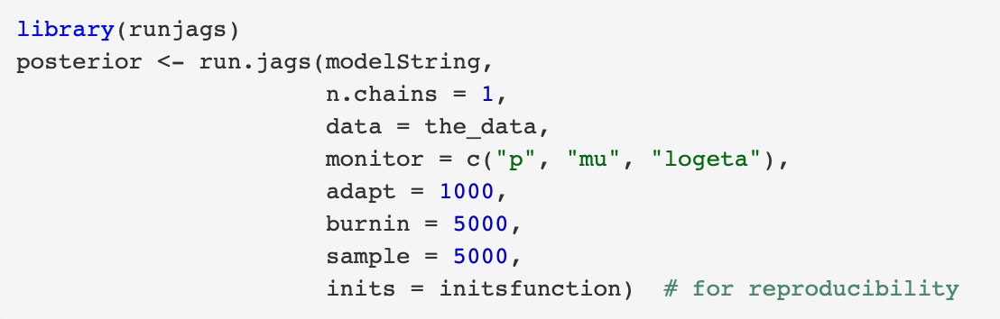 library(runjags)
posterior <- run.jags(modelString,
                      n.chains = 1,
                      data = the_data,
                      monitor = c("p", "mu", "logeta"),
                      adapt = 1000,
                      burnin = 5000,
                      sample = 5000,
                      inits = initsfunction)  # for reproducibility